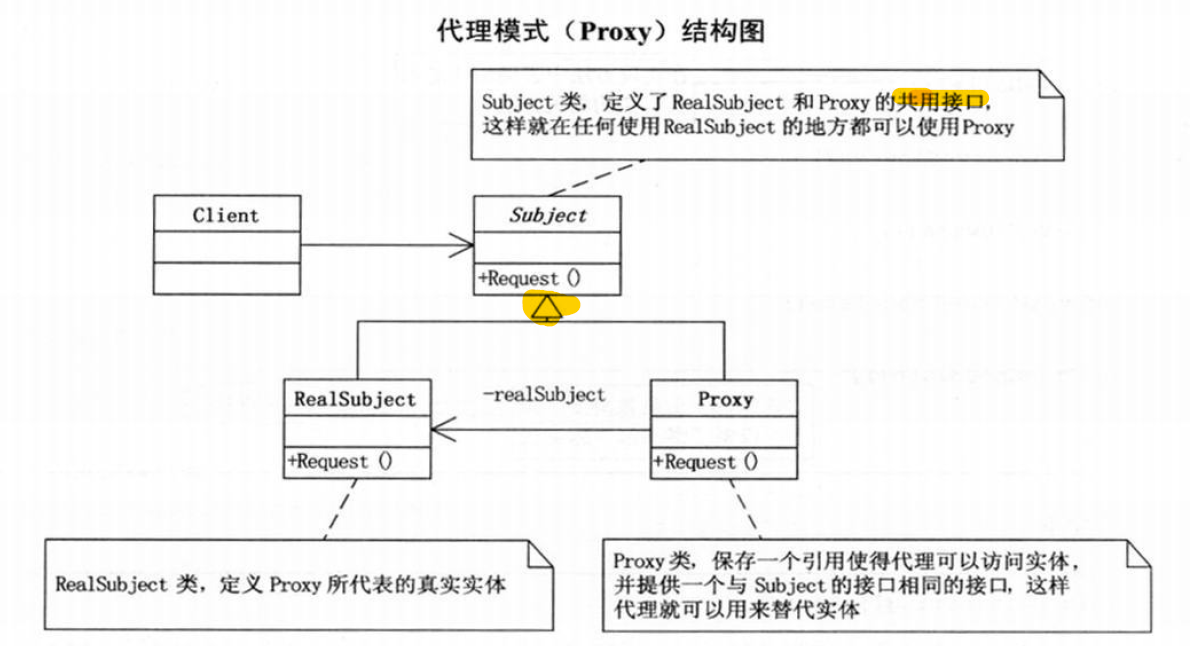 代理模式（Proxy）结构图
Subject 类，定义了 RealSubject 和 Proxy 的共用接口，
这样就在任何使用 RealSubject 的地方都可以使用 Proxy
Client
Subject
+Request()
RealSubject
-realSubject
Proxy
+Request()
+Request()
RealSubject 类，定义 Proxy 所代表的真实实体
Proxy 类，保存一个引用使得代理可以访问实体，
并提供一个与 Subject 的接口相同的接口，这样
代理就可以用来替代实体